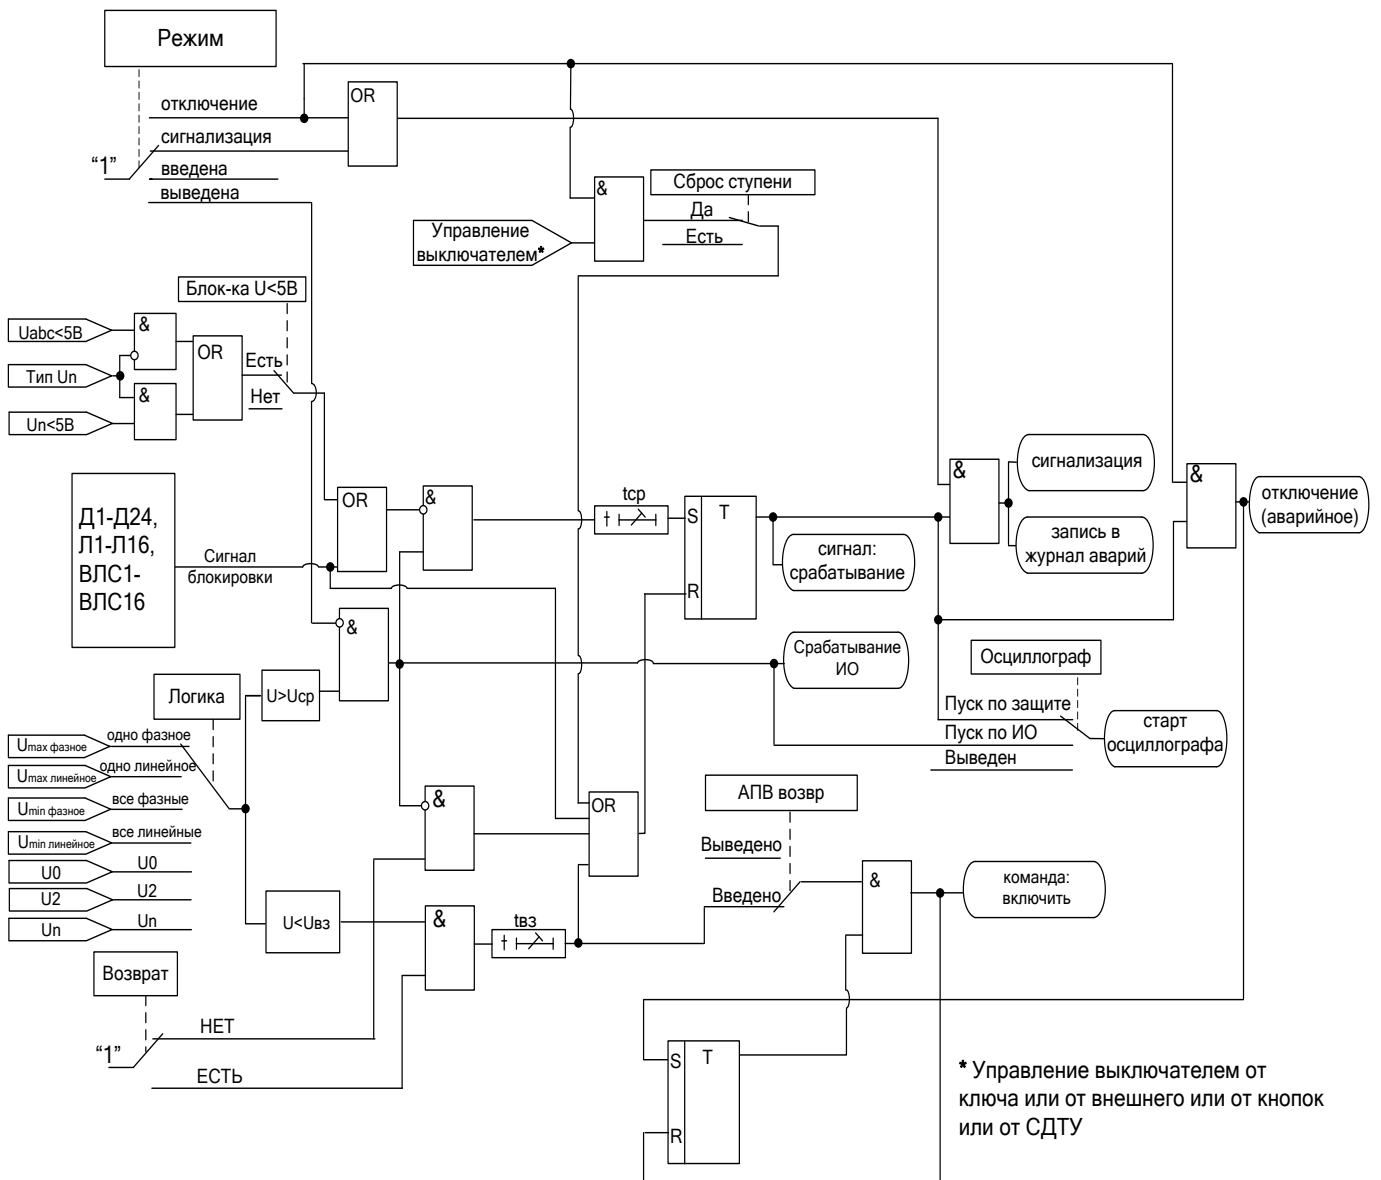 Режим
отключение
OR
сигнализация
“1”
введена
выведена
&
Сброс ступени
Да
Есть
Управление
выключателем*
Блок-ка U<5В
Uabc<5В
&
OR
Есть
Тип Un
Нет
&
Un<5В
Д1-Д24,
Л1-Л16,
ВЛС1-
ВЛС16
Сигнал
блокировки
OR
&
tср
S
T
R
&
сигнализация
запись в
журнал аварий
&
отключение
(аварийное)
сигнал:
срабатывание
&
Срабатывание
ИО
Осциллограф
Пуск по защите
Пуск по ИО
Выведен
старт
осциллографа
Логика
U>Uср
Umax фазное
одно фазное
Umax линейное
одно линейное
Umin фазное
все фазные
Umin линейное
все линейные
U0
U0
U2
U2
Un
Un
&
OR
АПВ возвр
Выведено
Введено
&
команда:
включить
U<Uвз
&
tвз
Возврат
“1”
НЕТ
ЕСТЬ
S
T
R
* Управление выключателем от
ключа или от внешнего или от кнопок
или от СДТУ